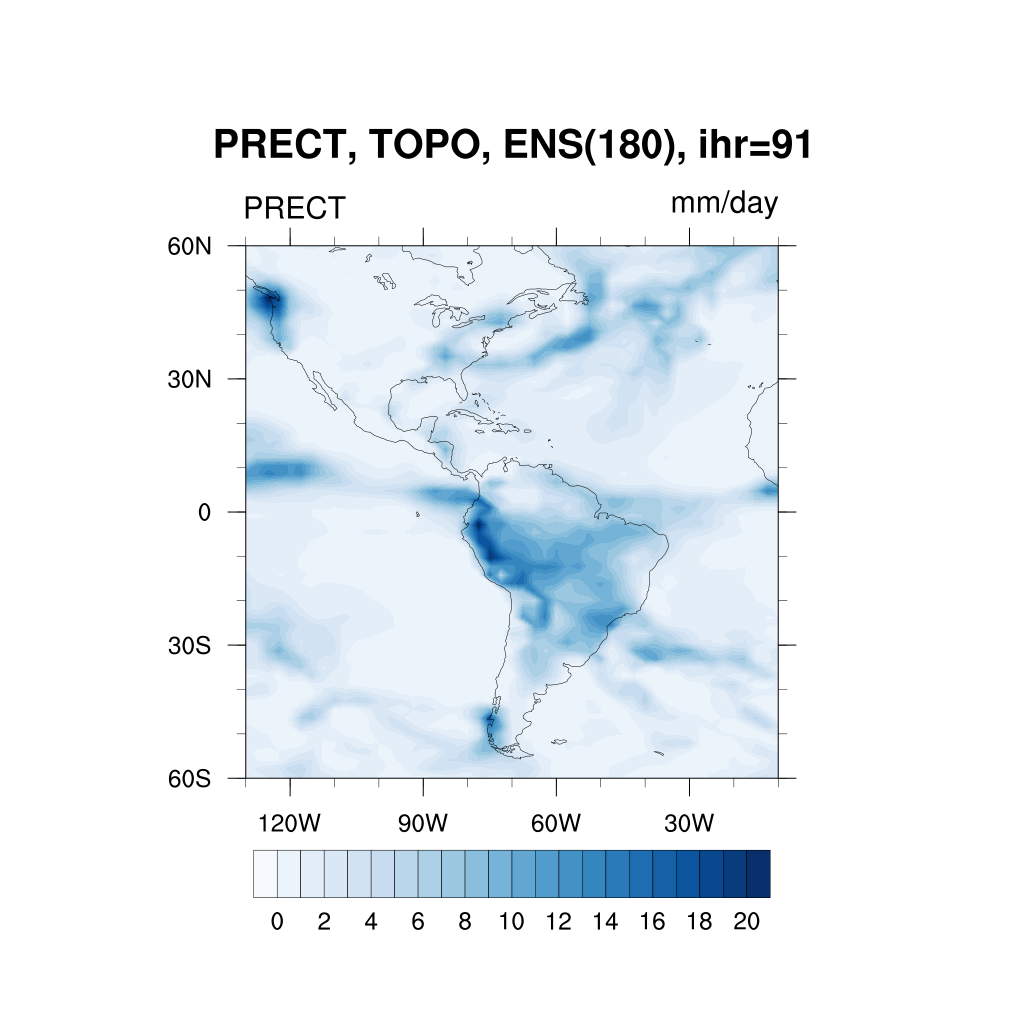 PRECT, TOPO, ENS(180), ihr=91
PRECT
mm/day
60N
30N
0
30S
60S
120W 90W 60W 30W
0 2 4 6 8 10 12 14 16 18 20